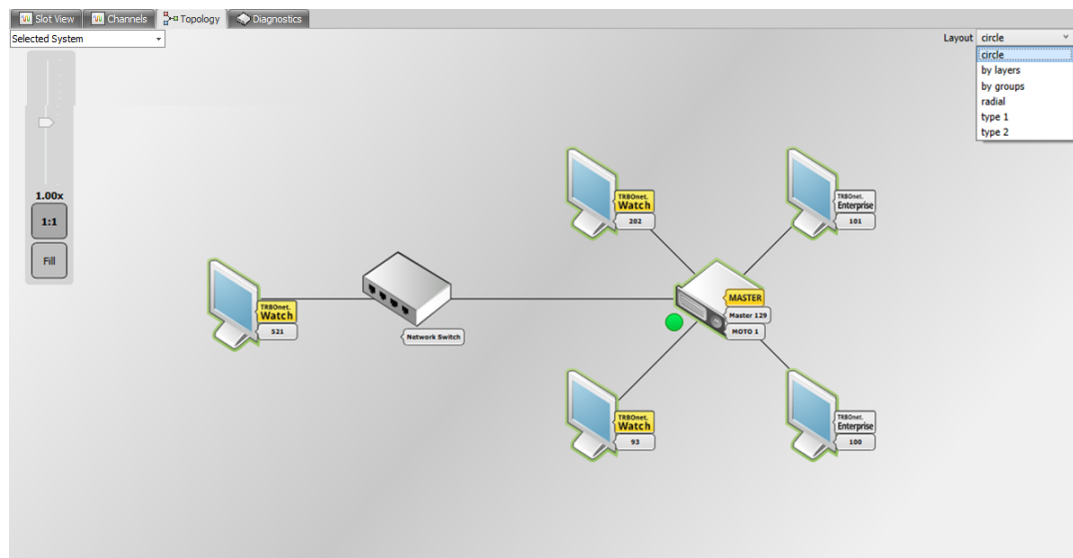 Slot View
Channels
Topology
Diagnostics
Selected System
Layout
circle
circle
by layers
by groups
radial
type 1
type 2
1.00x
1:1
Fill
TRBOnet.
Watch
202
TRBOnet.
Enterprise
101
TRBOnet.
Watch
521
Network Switch
MASTER
Master 129
MOTO 1
TRBOnet.
Watch
93
TRBOnet.
Enterprise
100